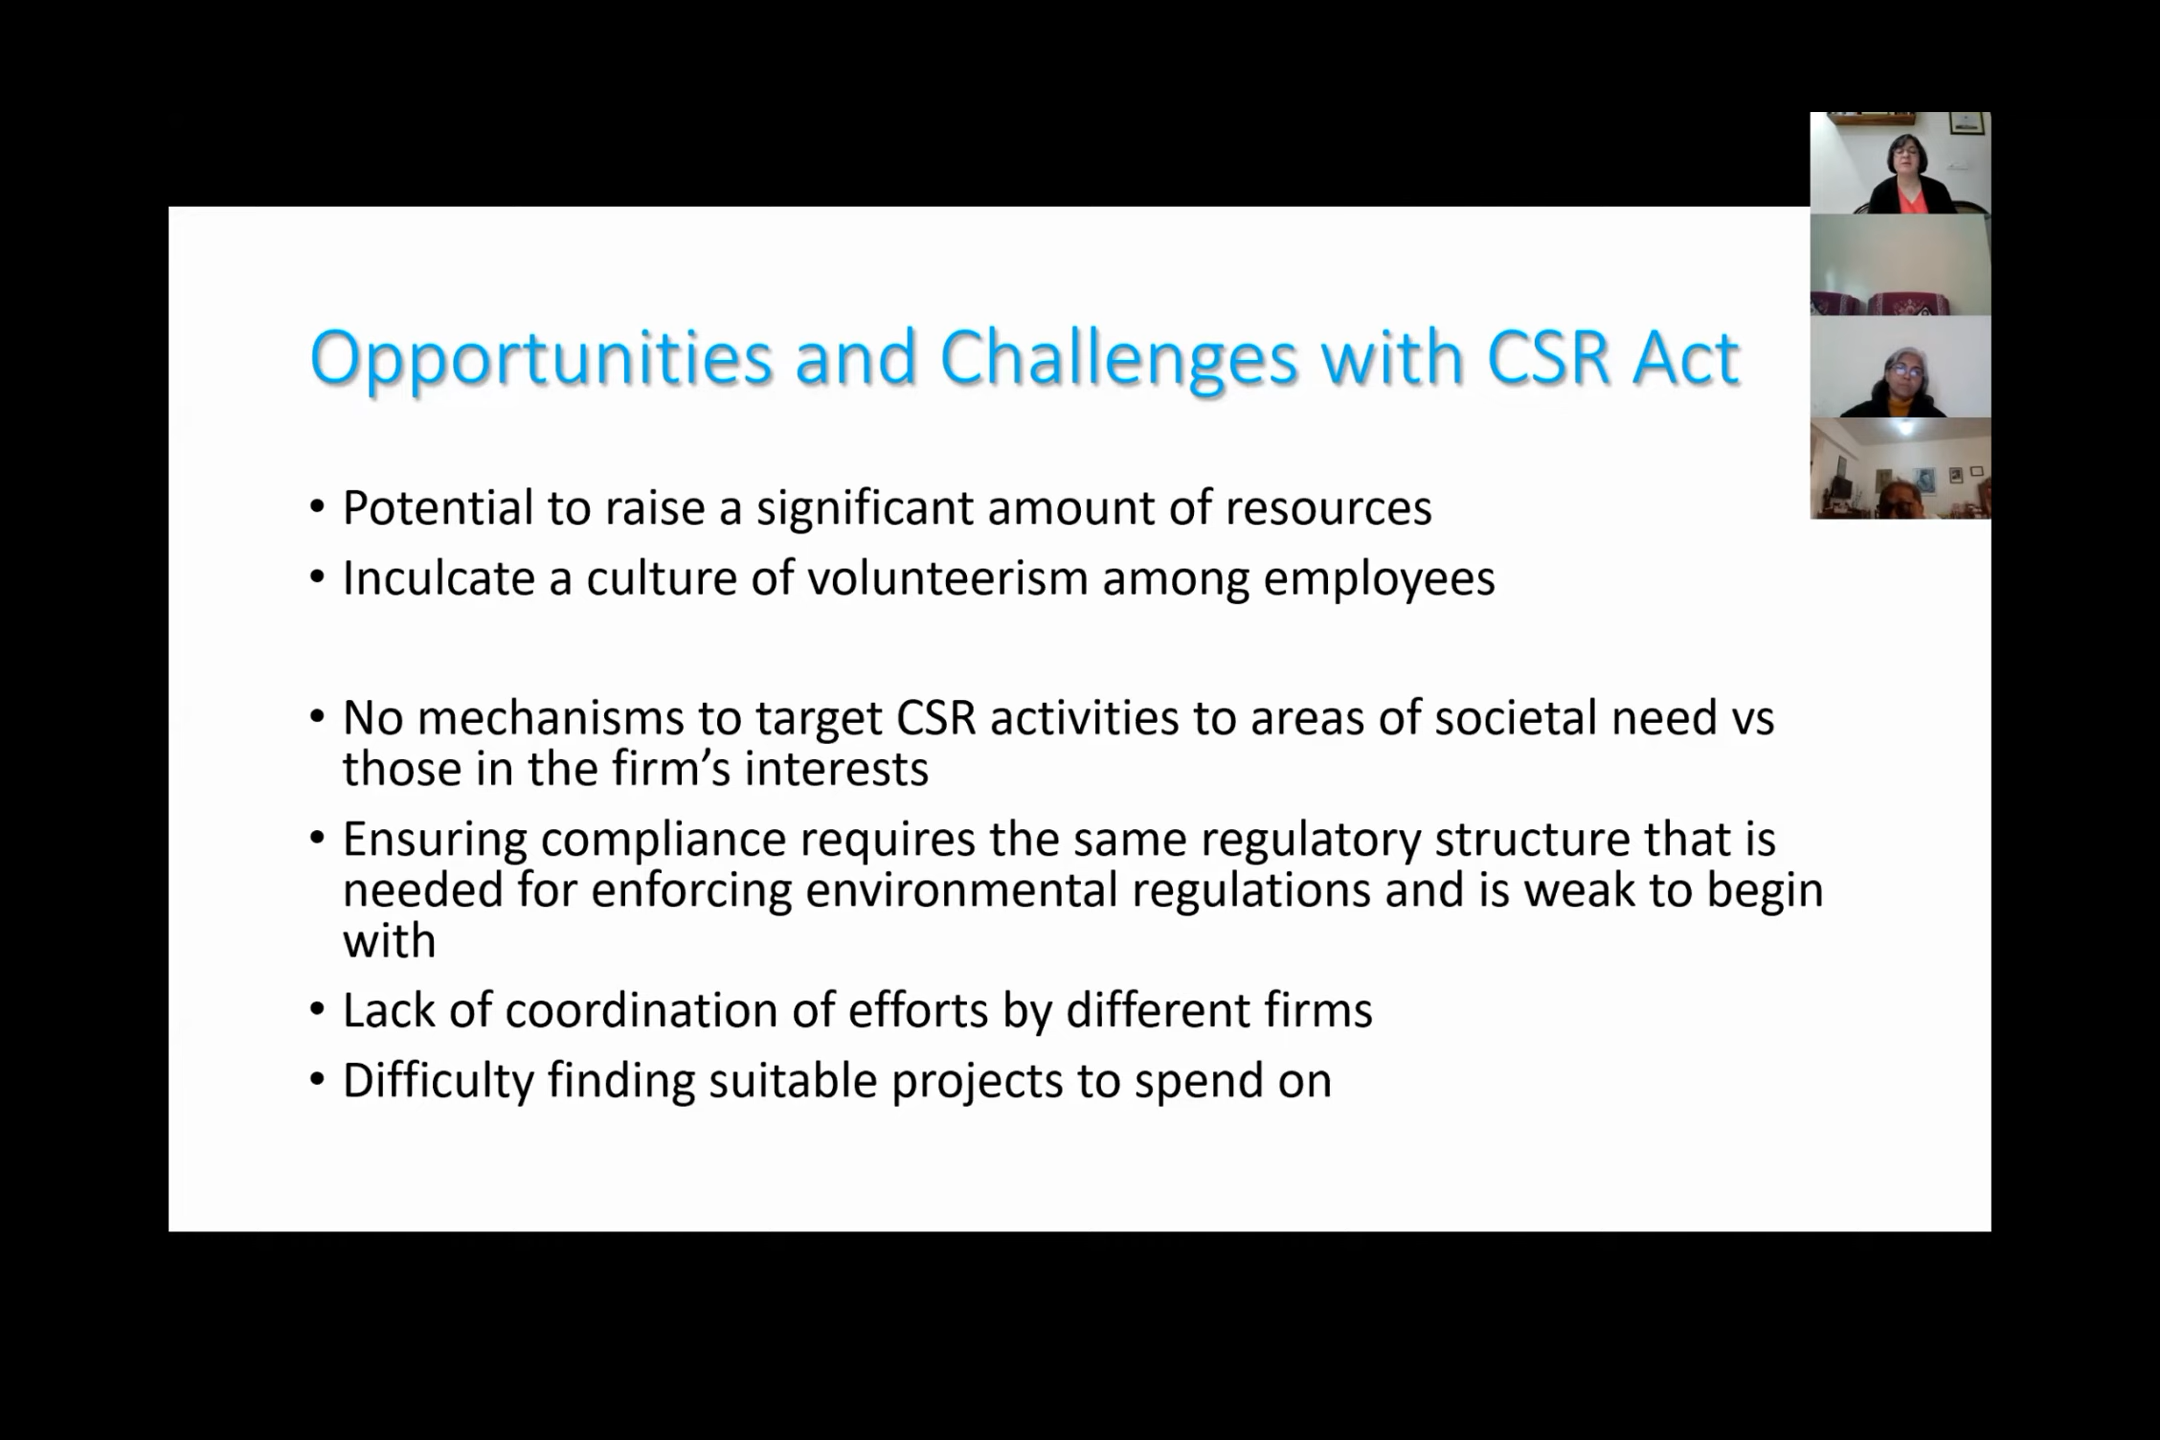 Opportunities and Challenges with CSR Act
• Potential to raise a significant amount of resources
• Inculcate a culture of volunteerism among employees
• No mechanisms to target CSR activities to areas of societal need vs
those in the firm’s interests
• Ensuring compliance requires the same regulatory structure that is
needed for enforcing environmental regulations and is weak to begin
with
• Lack of coordination of efforts by different firms
• Difficulty finding suitable projects to spend on